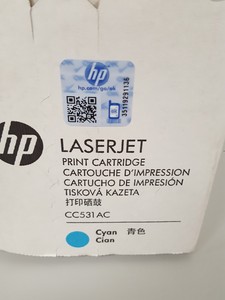 hp
hp.com/go/ok
35119291136
hp
LASERJET
PRINT CARTRIDGE
CARTOUCHE D'IMPRESSION
CARTUCHO DE IMPRESIÓN
TISKOVÁ KAZETA
打印硒鼓
CC531AC
Cyan 青色
Cian